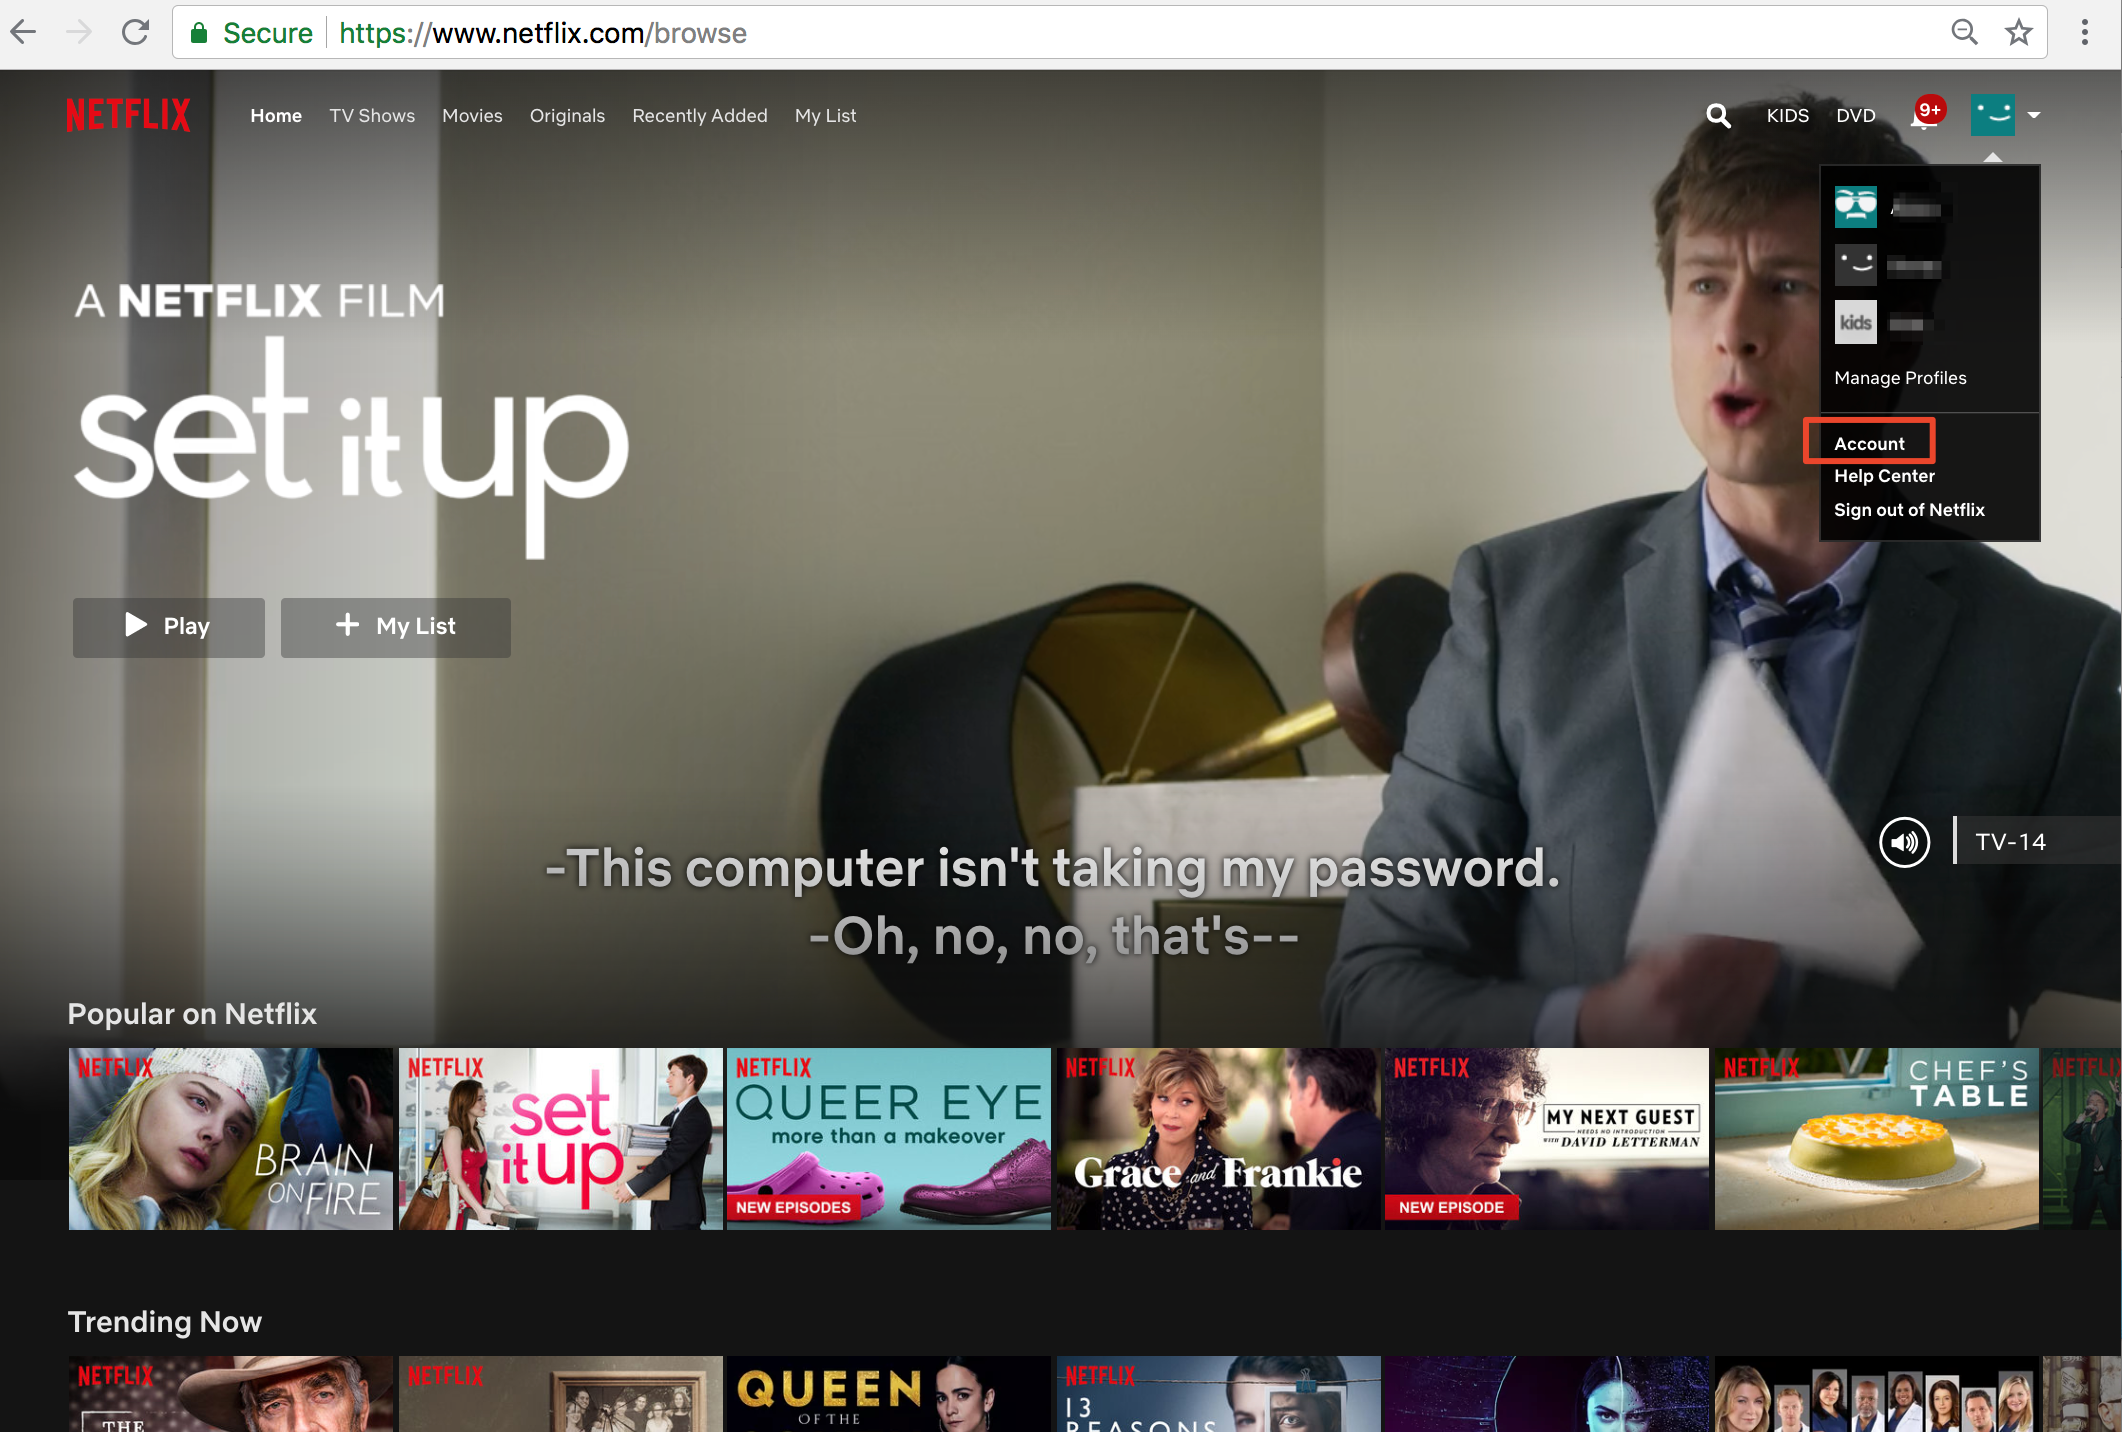 Secure https://www.netflix.com/browse
NETFLIX Home TV Shows Movies Originals Recently Added My List KIDS DVD 9+
kids
Manage Profiles
Account
Help Center
Sign out of Netflix
A NETFLIX FILM
set it up
Play + My List
TV-14
-This computer isn't taking my password.
-Oh, no, no, that's--
Popular on Netflix
NETFLIX
BRAIN
ON FIRE
NETFLIX
set
it up
NETFLIX
QUEER EYE
more than a makeover
NEW EPISODES
NETFLIX
Grace and Frankie
NETFLIX
MY NEXT GUEST
NEEDS NO INTRODUCTION
WITH DAVID LETTERMAN
NEW EPISODE
NETFLIX
CHEF'S
TABLE
NETFLIX
Trending Now
NETFLIX
THE
NETFLIX
QUEEN
OF THE
NETFLIX
13
REASONS